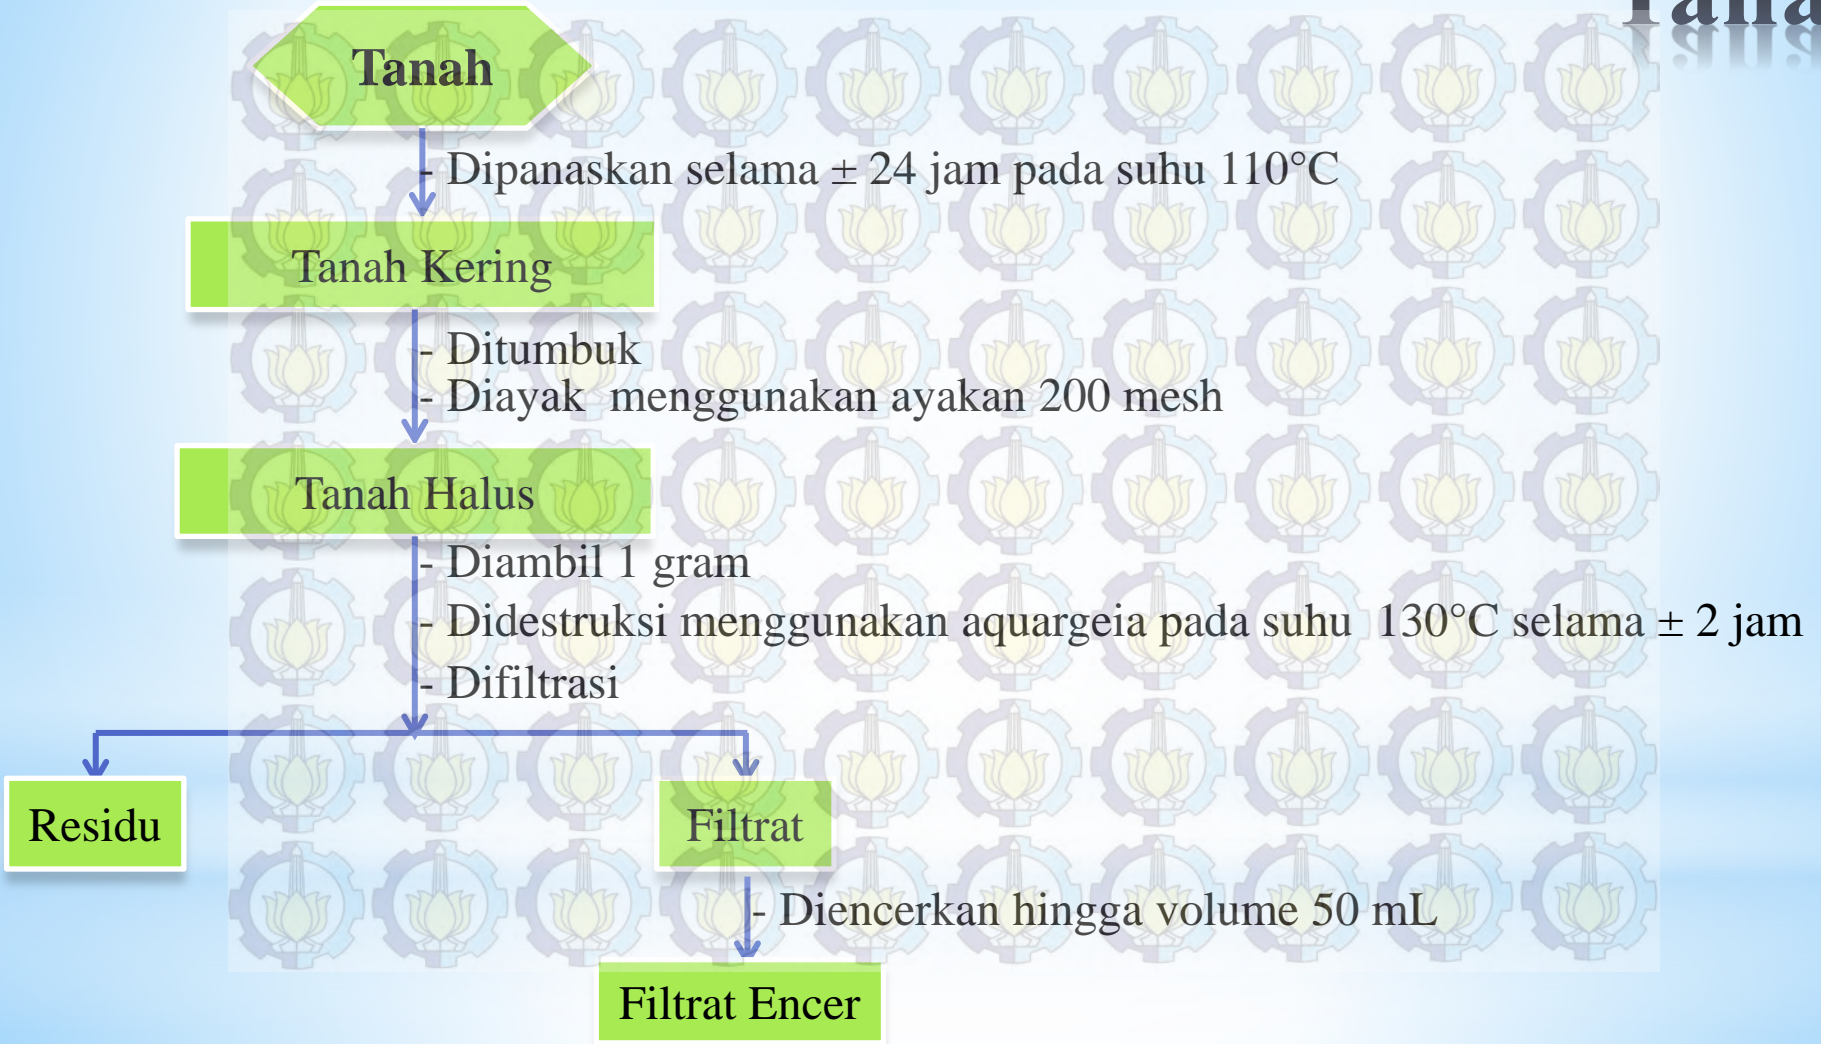 Tanah
- Dipanaskan selama ± 24 jam pada suhu 110°C
Tanah Kering
- Ditumbuk
- Diayak  menggunakan ayakan 200 mesh
Tanah Halus
- Diambil 1 gram
- Didestruksi menggunakan aquargeia pada suhu  130°C selama ± 2 jam
- Difiltrasi
Residu
Filtrat
- Diencerkan hingga volume 50 mL
Filtrat Encer